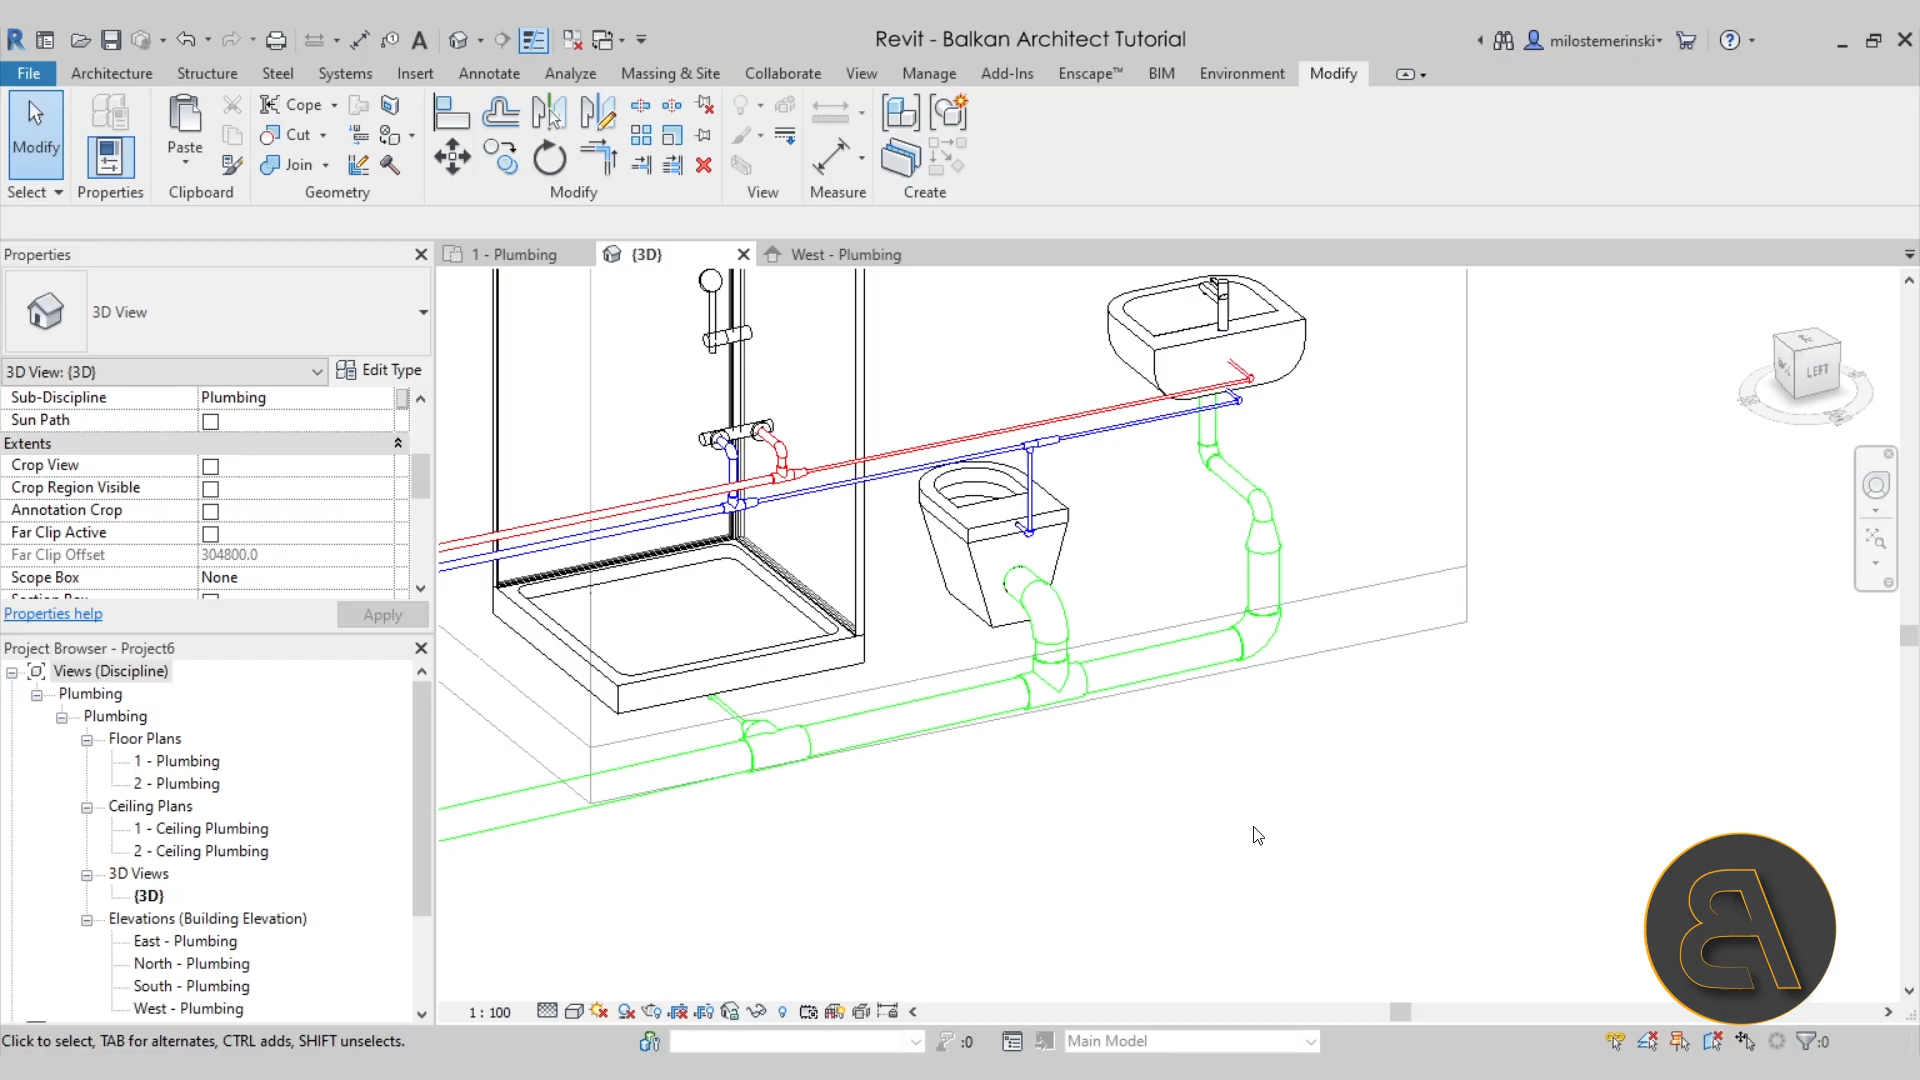 Revit - Balkan Architect Tutorial
milostemerinski
File Architecture Structure Steel Systems Insert Annotate Analyze Massing & Site Collaborate View Manage Add-Ins Enscape™ BIM Environment Modify
Modify
Paste
Cope
Cut
Join
Select Properties Clipboard Geometry Modify View Measure Create
Properties
1 - Plumbing {3D} West - Plumbing
3D View
3D View: {3D} Edit Type
Sub-Discipline Plumbing
Sun Path
Extents
Crop View
Crop Region Visible
Annotation Crop
Far Clip Active
Far Clip Offset 304800.0
Scope Box None
Properties help Apply
LEFT
Project Browser - Project6
Views (Discipline)
Plumbing
Plumbing
Floor Plans
1 - Plumbing
2 - Plumbing
Ceiling Plans
1 - Ceiling Plumbing
2 - Ceiling Plumbing
3D Views
{3D}
Elevations (Building Elevation)
East - Plumbing
North - Plumbing
South - Plumbing
West - Plumbing
1 : 100
Click to select, TAB for alternates, CTRL adds, SHIFT unselects.
:0
Main Model
:0